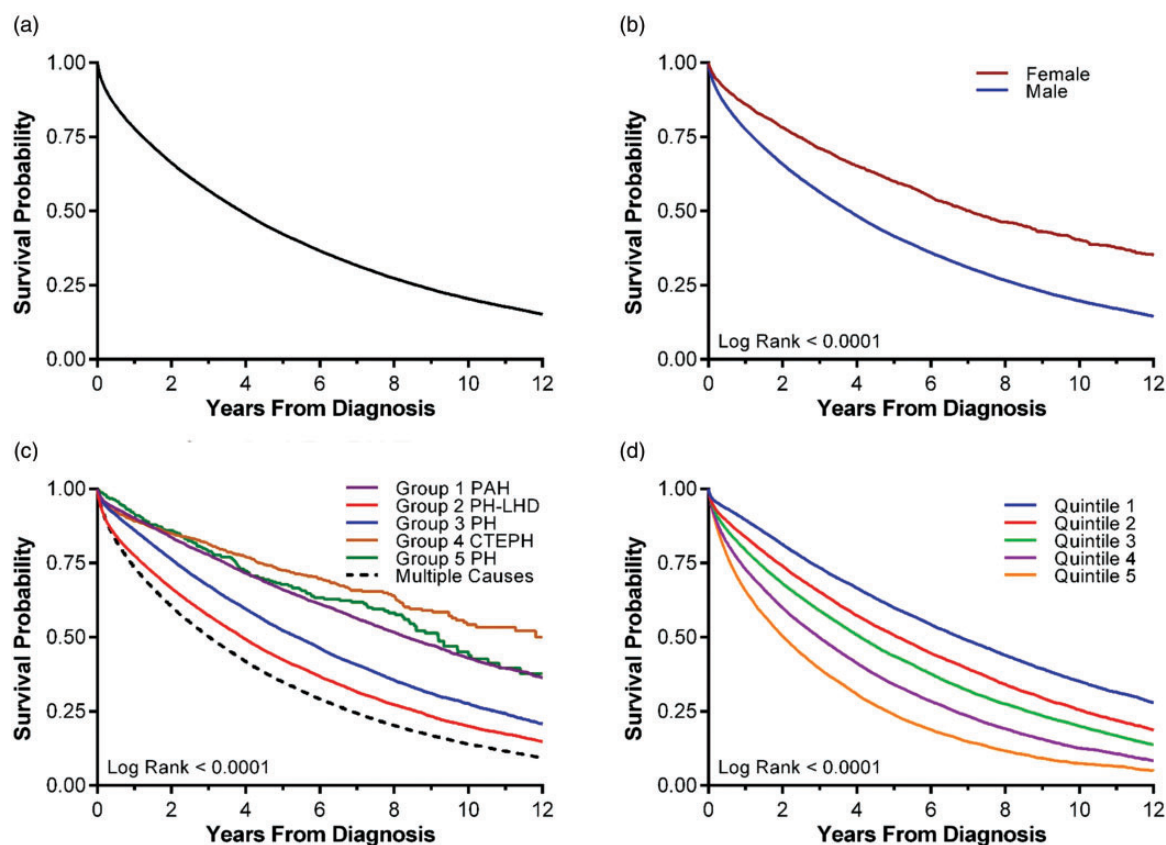 (a)
1.00
0.75
0.50
0.25
0.00
Survival Probability
0 2 4 6 8 10 12
Years From Diagnosis
(b)
1.00
0.75
0.50
0.25
0.00
Survival Probability
Female
Male
Log Rank < 0.0001
0 2 4 6 8 10 12
Years From Diagnosis
(c)
1.00
0.75
0.50
0.25
0.00
Survival Probability
Group 1 PAH
Group 2 PH-LHD
Group 3 PH
Group 4 CTEPH
Group 5 PH
Multiple Causes
Log Rank < 0.0001
0 2 4 6 8 10 12
Years From Diagnosis
(d)
1.00
0.75
0.50
0.25
0.00
Survival Probability
Quintile 1
Quintile 2
Quintile 3
Quintile 4
Quintile 5
Log Rank < 0.0001
0 2 4 6 8 10 12
Years From Diagnosis